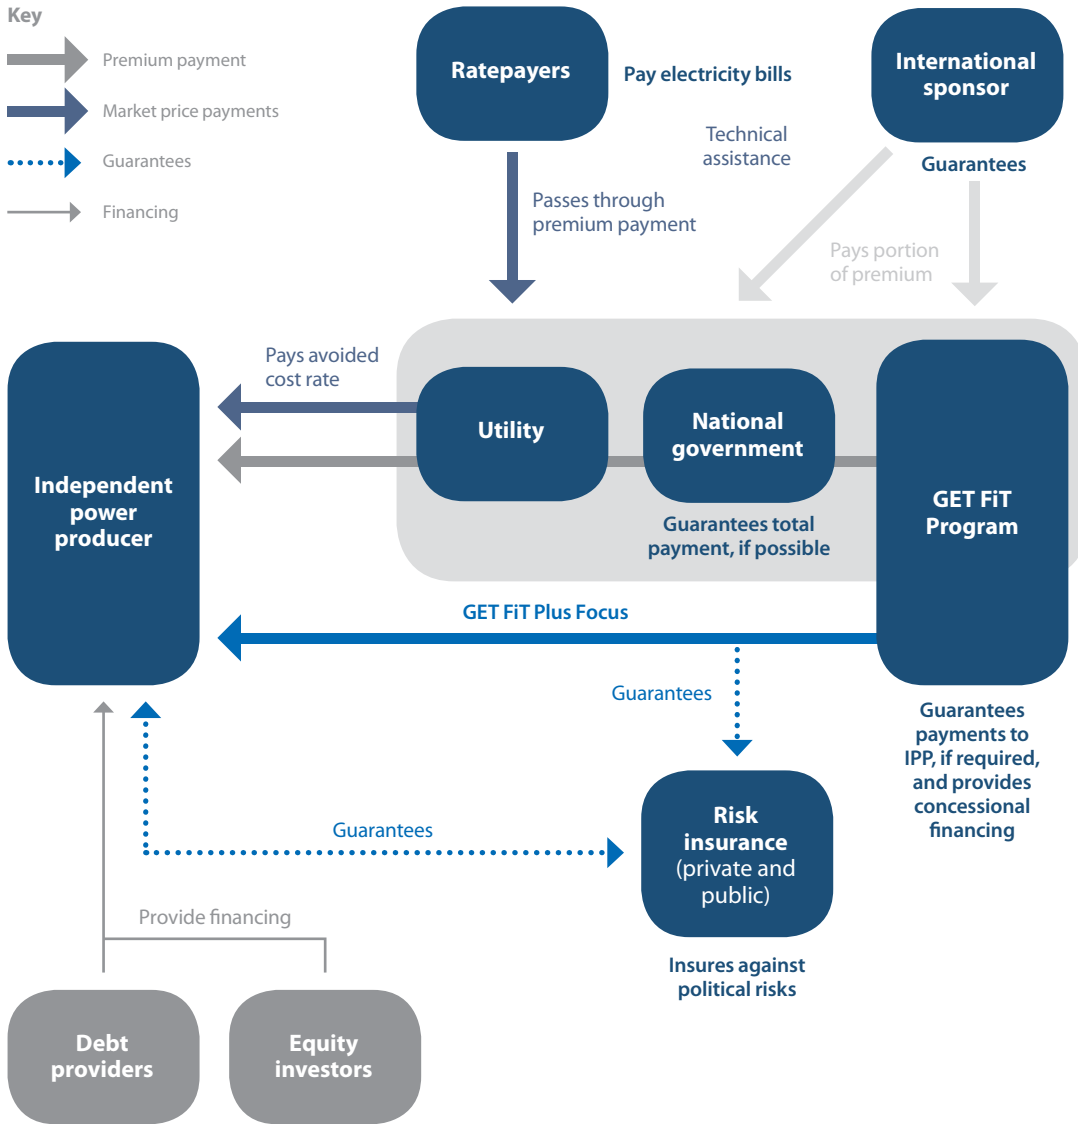 Key
Premium payment
Market price payments
Guarantees
Financing
Ratepayers
Pay electricity bills
International
sponsor
Technical
assistance
Guarantees
Passes through
premium payment
Pays portion
of premium
Pays avoided
cost rate
Utility
National
government
Independent
power
producer
GET FiT
Program
Guarantees total
payment, if possible
GET FiT Plus Focus
Guarantees
Guarantees
payments to
IPP, if required,
and provides
concessional
financing
Risk
insurance
(private and
public)
Guarantees
Provide financing
Insures against
political risks
Debt
providers
Equity
investors